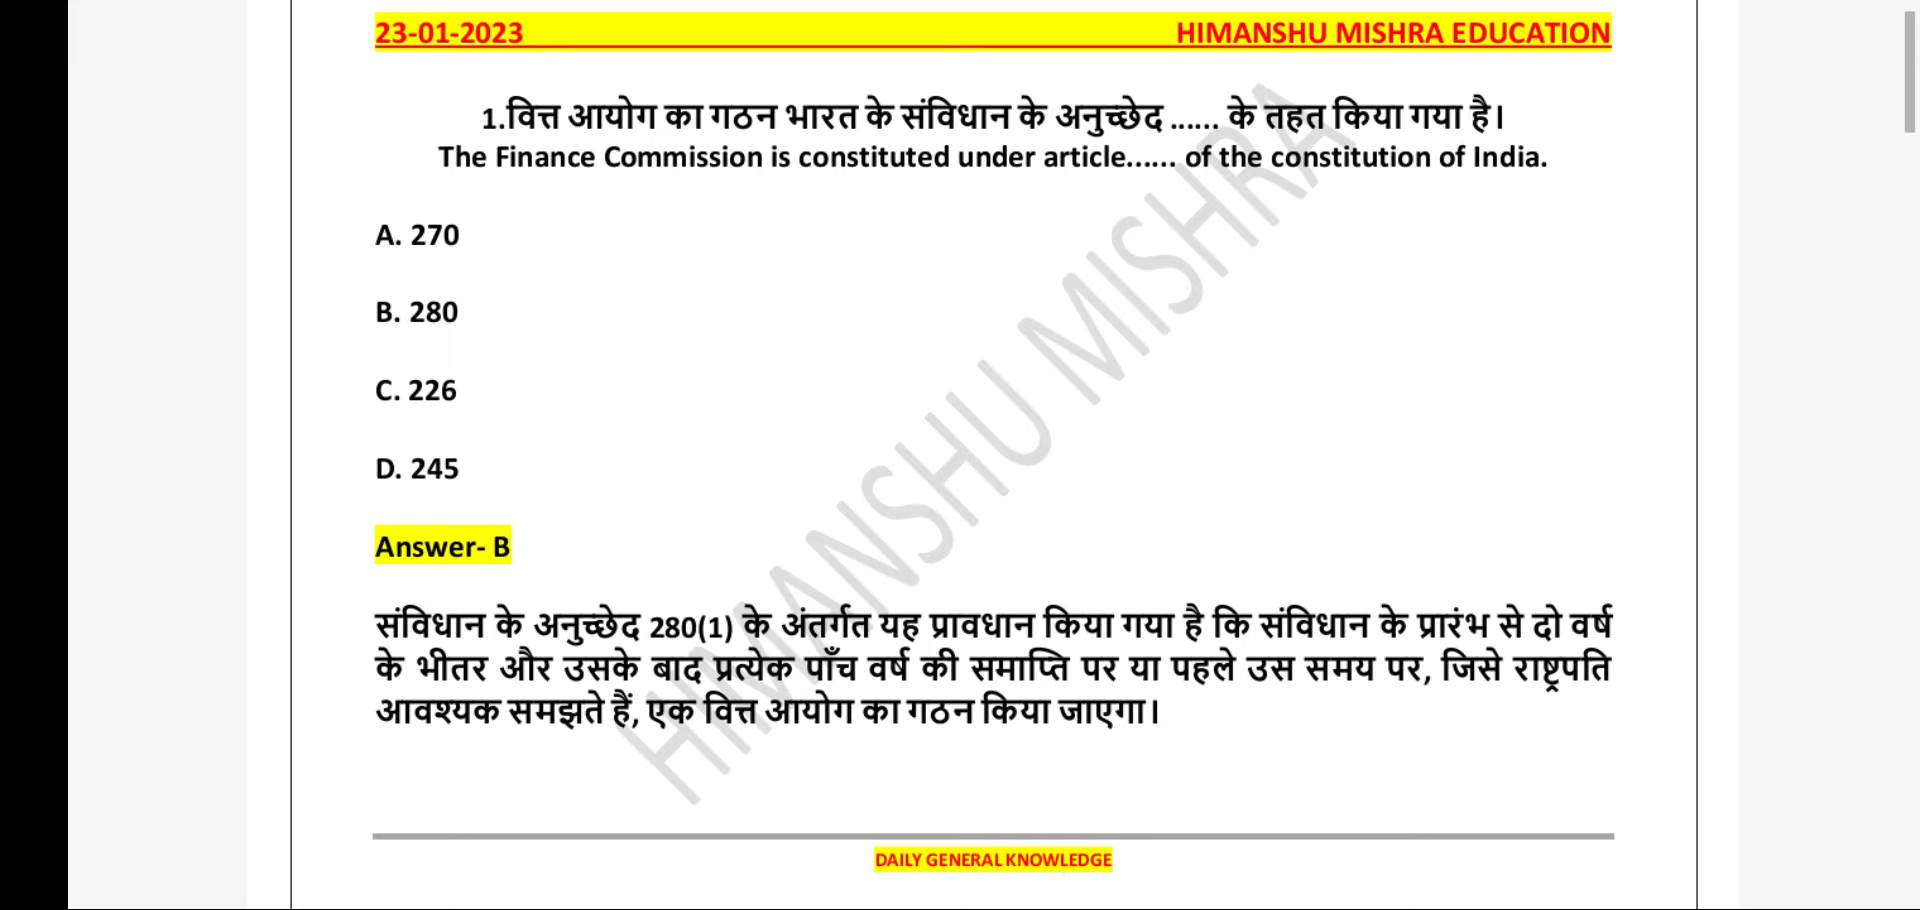 23-01-2023 HIMANSHU MISHRA EDUCATION
1.वित्त आयोग का गठन भारत के संविधान के अनुच्छेद ...... के तहत किया गया है।
The Finance Commission is constituted under article...... of the constitution of India.
A. 270
B. 280
C. 226
D. 245
Answer- B
संविधान के अनुच्छेद 280(1) के अंतर्गत यह प्रावधान किया गया है कि संविधान के प्रारंभ से दो वर्ष
के भीतर और उसके बाद प्रत्येक पाँच वर्ष की समाप्ति पर या पहले उस समय पर, जिसे राष्ट्रपति
आवश्यक समझते हैं, एक वित्त आयोग का गठन किया जाएगा।
HIMANSHU MISHRA
DAILY GENERAL KNOWLEDGE